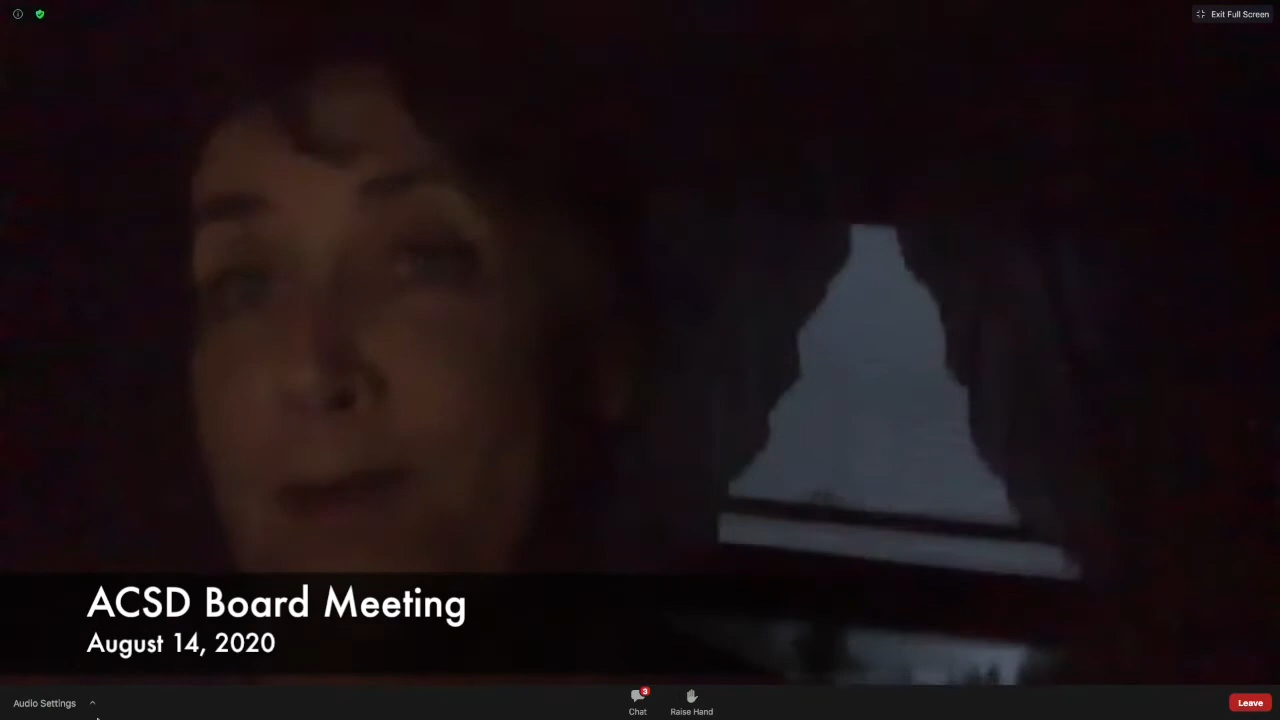 Exit Full Screen
ACSD Board Meeting
August 14, 2020
Audio Settings
3
Chat
Raise Hand
Leave